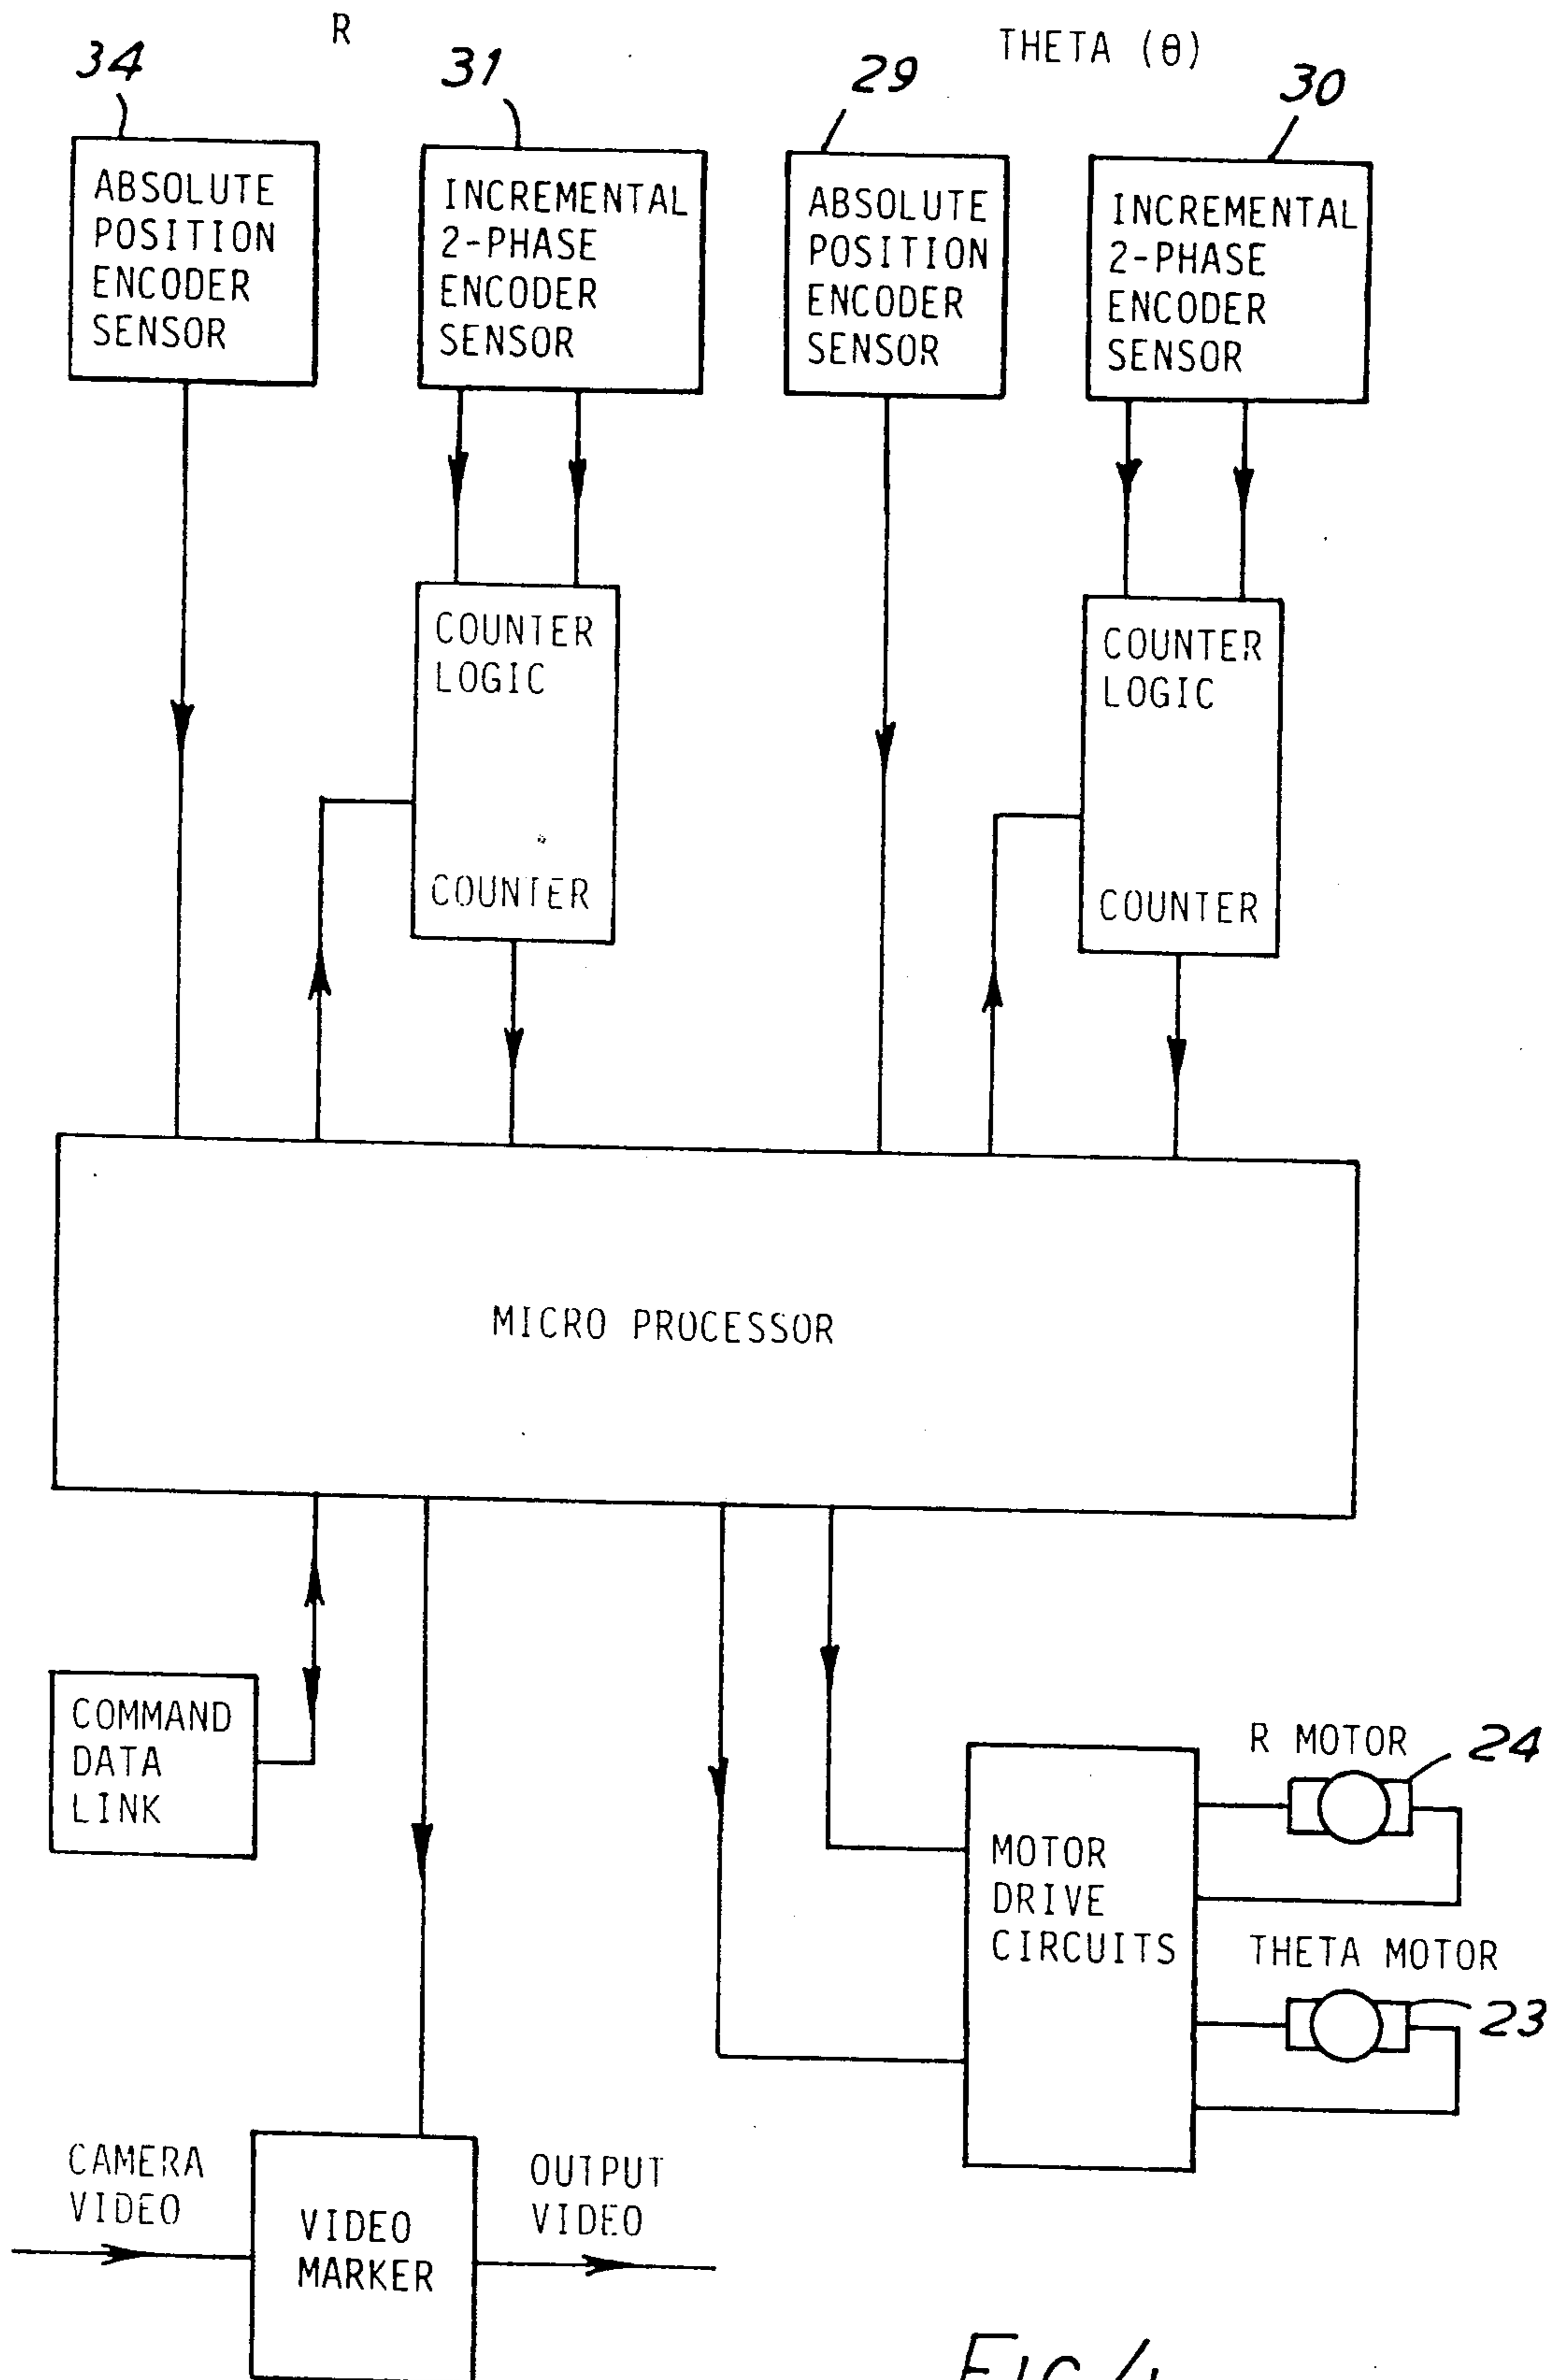 R
THETA (θ)
34
31
29
30
ABSOLUTE
POSITION
ENCODER
SENSOR
INCREMENTAL
2-PHASE
ENCODER
SENSOR
ABSOLUTE
POSITION
ENCODER
SENSOR
INCREMENTAL
2-PHASE
ENCODER
SENSOR
COUNTER
LOGIC
COUNTER
COUNTER
LOGIC
COUNTER
MICRO PROCESSOR
COMMAND
DATA
LINK
MOTOR
DRIVE
CIRCUITS
R MOTOR
24
THETA MOTOR
23
CAMERA
VIDEO
VIDEO
MARKER
OUTPUT
VIDEO
FIG. 4